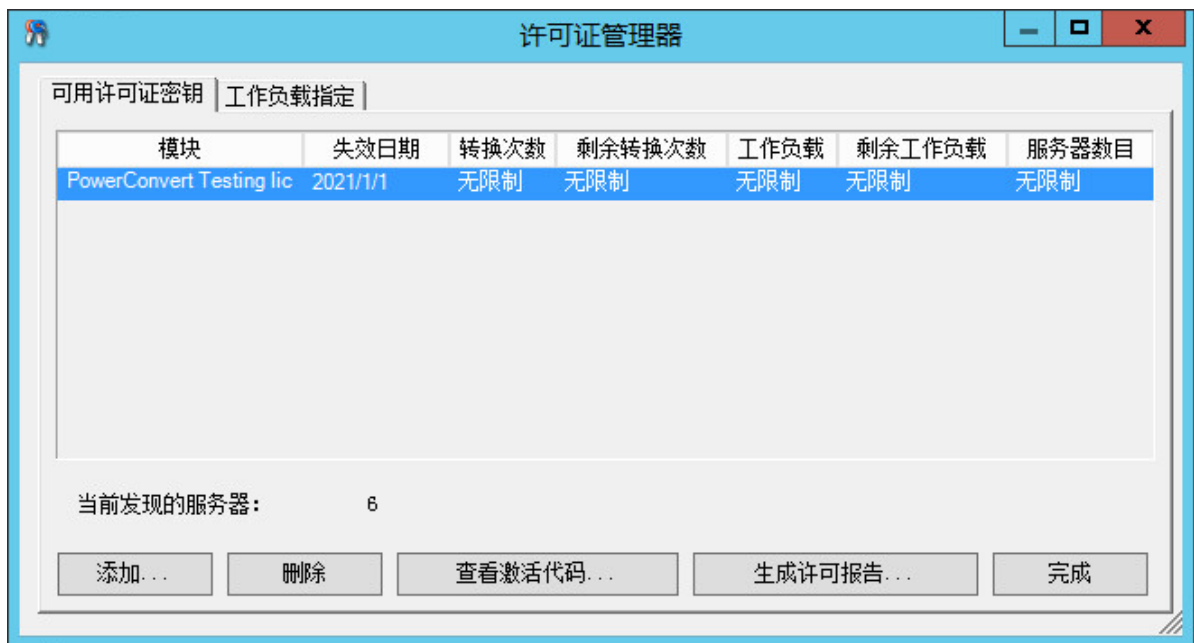 许可证管理器
可用许可证密钥 工作负载指定
模块 失效日期 转换次数 剩余转换次数 工作负载 剩余工作负载 服务器数目
PowerConvert Testing lic 2021/1/1 无限制 无限制 无限制 无限制 无限制
当前发现的服务器: 6
添加... 删除 查看激活代码... 生成许可报告... 完成